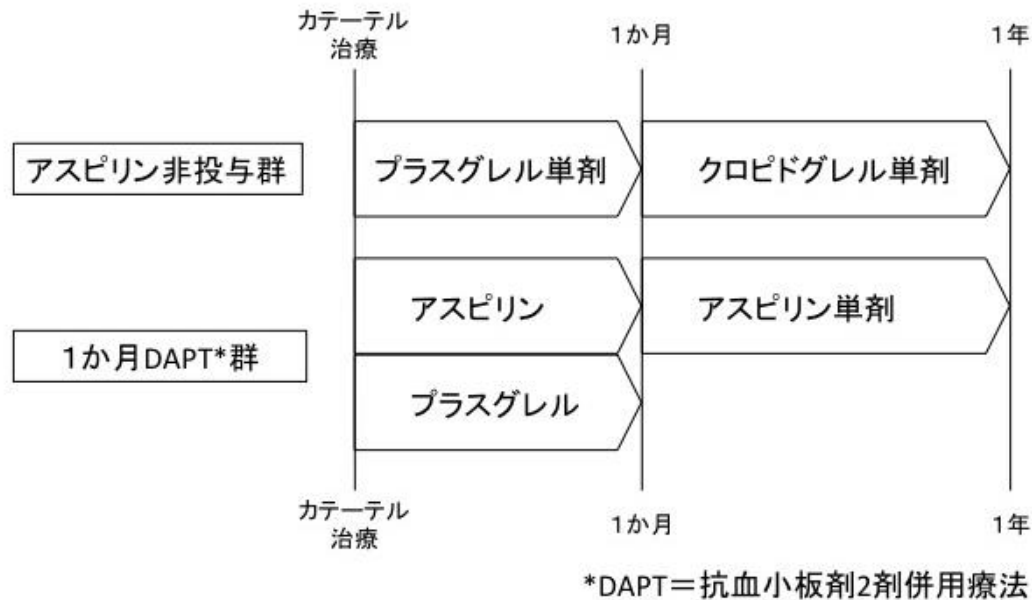 カテーテル
治療
1か月
1年
アスピリン非投与群
プラスグレル単剤
クロピドグレル単剤
1か月DAPT*群
アスピリン
アスピリン単剤
プラスグレル
カテーテル
治療
1か月
1年
*DAPT=抗血小板剤2剤併用療法